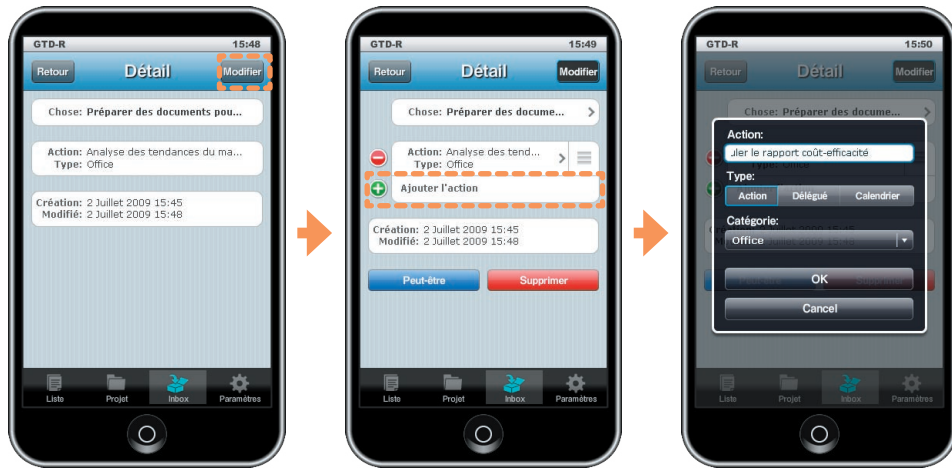 GTD-R 15:48
Retour Détail Modifier
Chose: Préparer des documents pou...
Action: Analyse des tendances du ma...
Type: Office
Création: 2 Juillet 2009 15:45
Modifié: 2 Juillet 2009 15:48
Liste Projet Inbox Paramètres
GTD-R 15:49
Retour Détail Modifier
Chose: Préparer des docume...
Action: Analyse des tend...
Type: Office
Ajouter l'action
Création: 2 Juillet 2009 15:45
Modifié: 2 Juillet 2009 15:48
Peut-être Supprimer
Liste Projet Inbox Paramètres
GTD-R 15:50
Retour Détail Modifier
Chose: Préparer des docume...
Action:
le rapport coût-efficacité
Type:
Action Délégué Calendrier
Catégorie:
Office
OK
Cancel
Liste Projet Inbox Paramètres